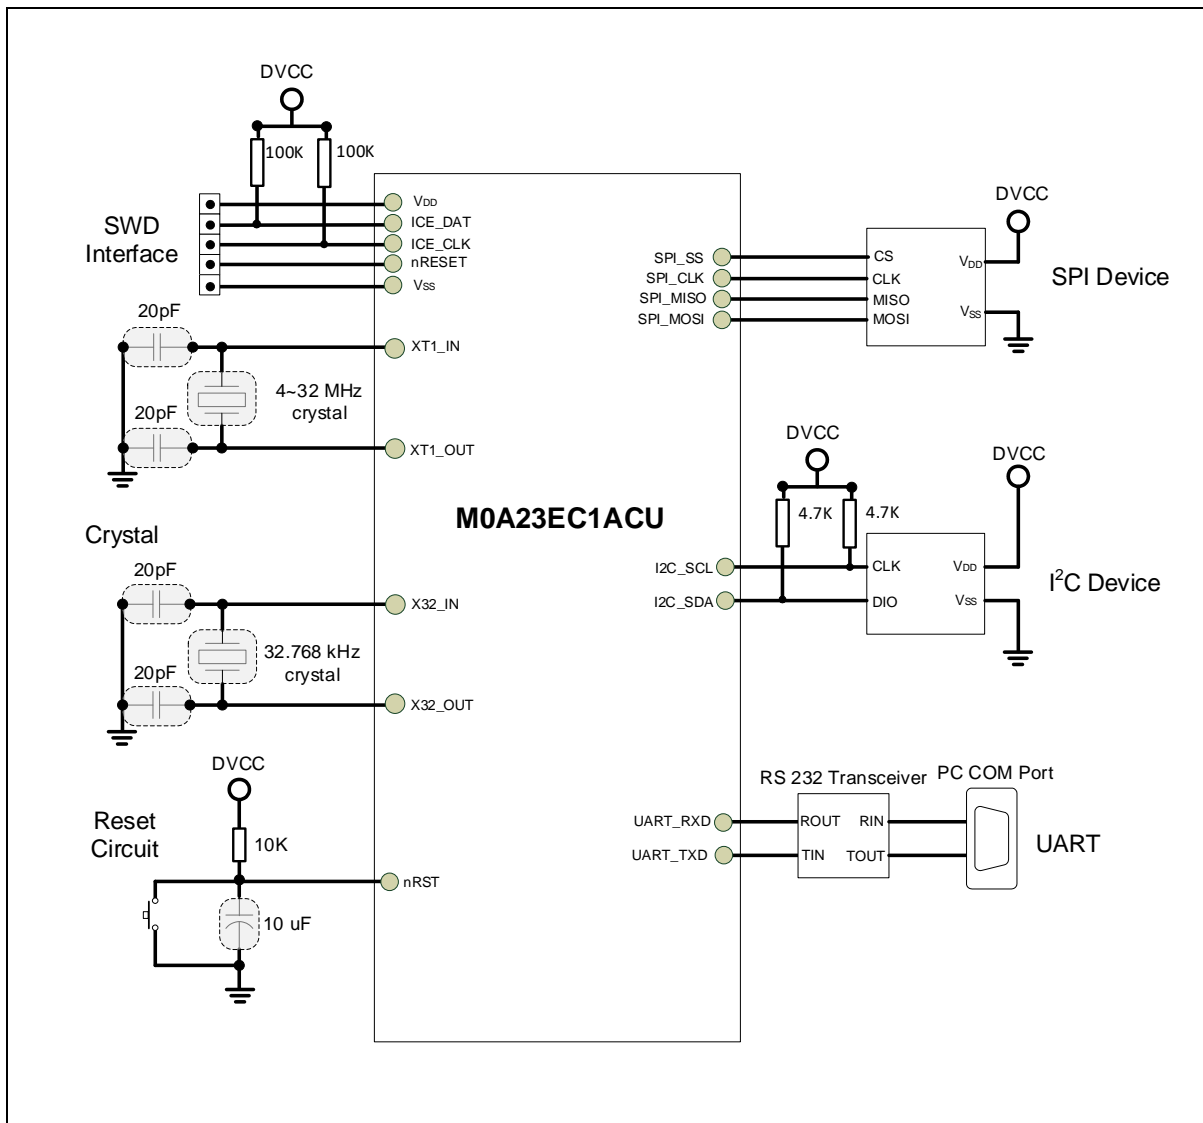 DVCC
100K
100K
SWD
Interface
VDD
ICE_DAT
ICE_CLK
nRESET
VSS
20pF
XT1_IN
4~32 MHz
crystal
20pF
XT1_OUT
Crystal
20pF
X32_IN
32.768 kHz
crystal
20pF
X32_OUT
DVCC
Reset
Circuit
10K
nRST
10 uF
M0A23EC1ACU
DVCC
SPI_SS
SPI_CLK
SPI_MISO
SPI_MOSI
CS
CLK
MISO
MOSI
VDD
VSS
SPI Device
DVCC
DVCC
4.7K
4.7K
I2C_SCL
I2C_SDA
CLK
DIO
VDD
VSS
I²C Device
RS 232 Transceiver
PC COM Port
UART_RXD
UART_TXD
ROUT
RIN
TIN
TOUT
UART